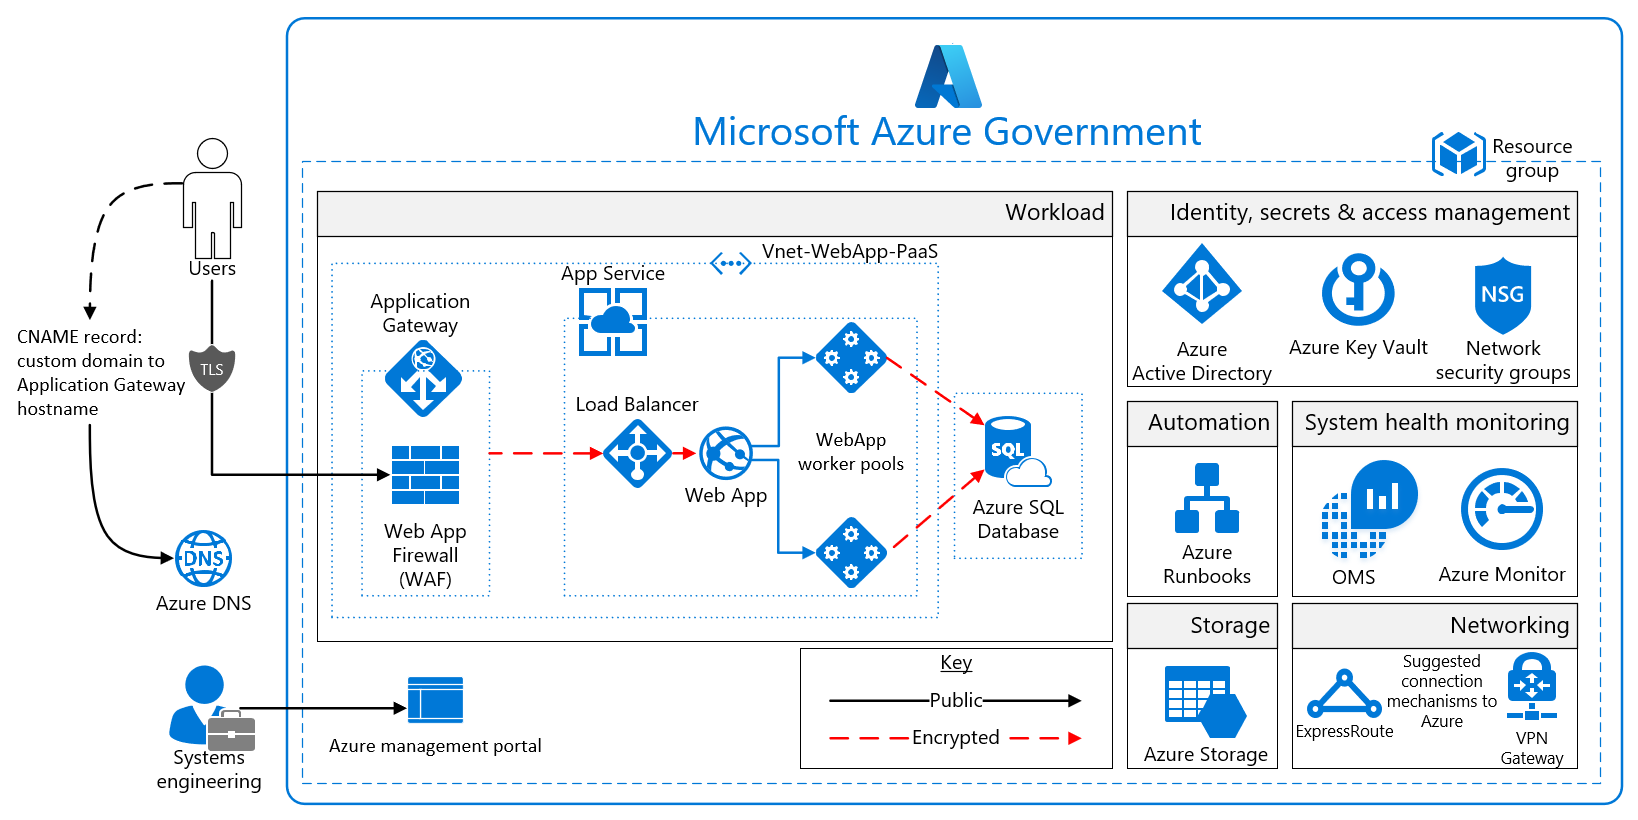 Microsoft Azure Government
Resource
group
Users
CNAME record:
custom domain to
Application Gateway
hostname
TLS
DNS
Azure DNS
Systems
engineering
Workload
Vnet-WebApp-PaaS
App Service
Application
Gateway
Load Balancer
Web App
WebApp
worker pools
Web App
Firewall
(WAF)
SQL
Azure SQL
Database
Azure management portal
Key
Public
Encrypted
Identity, secrets & access management
Azure
Active Directory
Azure Key Vault
NSG
Network
security groups
Automation
Azure
Runbooks
System health monitoring
OMS
Azure Monitor
Storage
Azure Storage
Networking
ExpressRoute
Suggested
connection
mechanisms to
Azure
VPN
Gateway